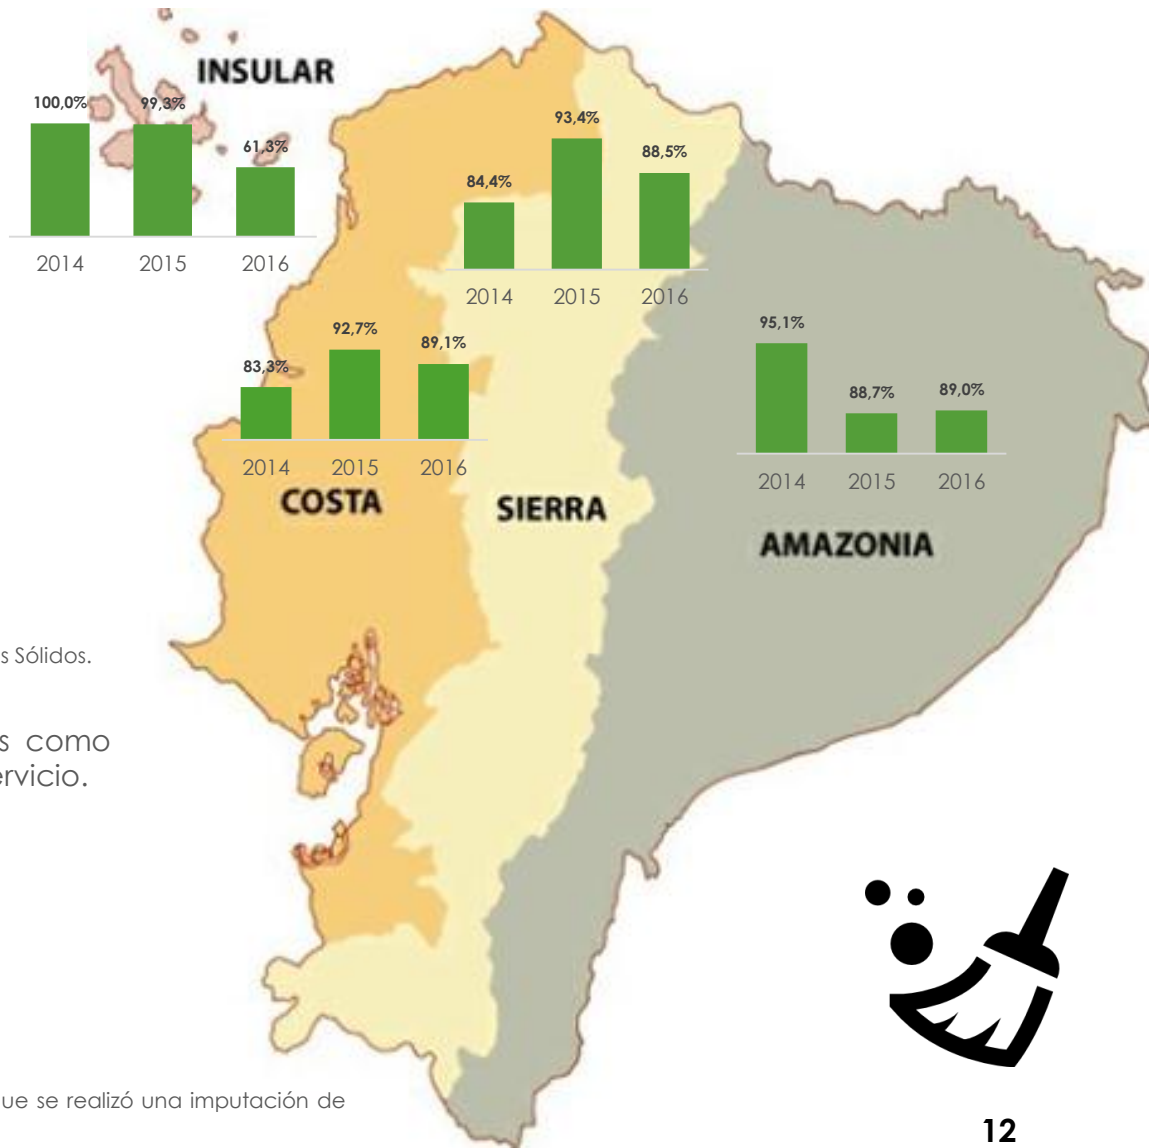 INSULAR
100,0%
99,3%
61,3%
2014 2015 2016
84,4%
93,4%
88,5%
2014 2015 2016
83,3%
92,7%
89,1%
2014 2015 2016
95,1%
88,7%
89,0%
2014 2015 2016
COSTA
SIERRA
AMAZONIA
s Sólidos.
s como
ervicio.
ue se realizó una imputación de
12